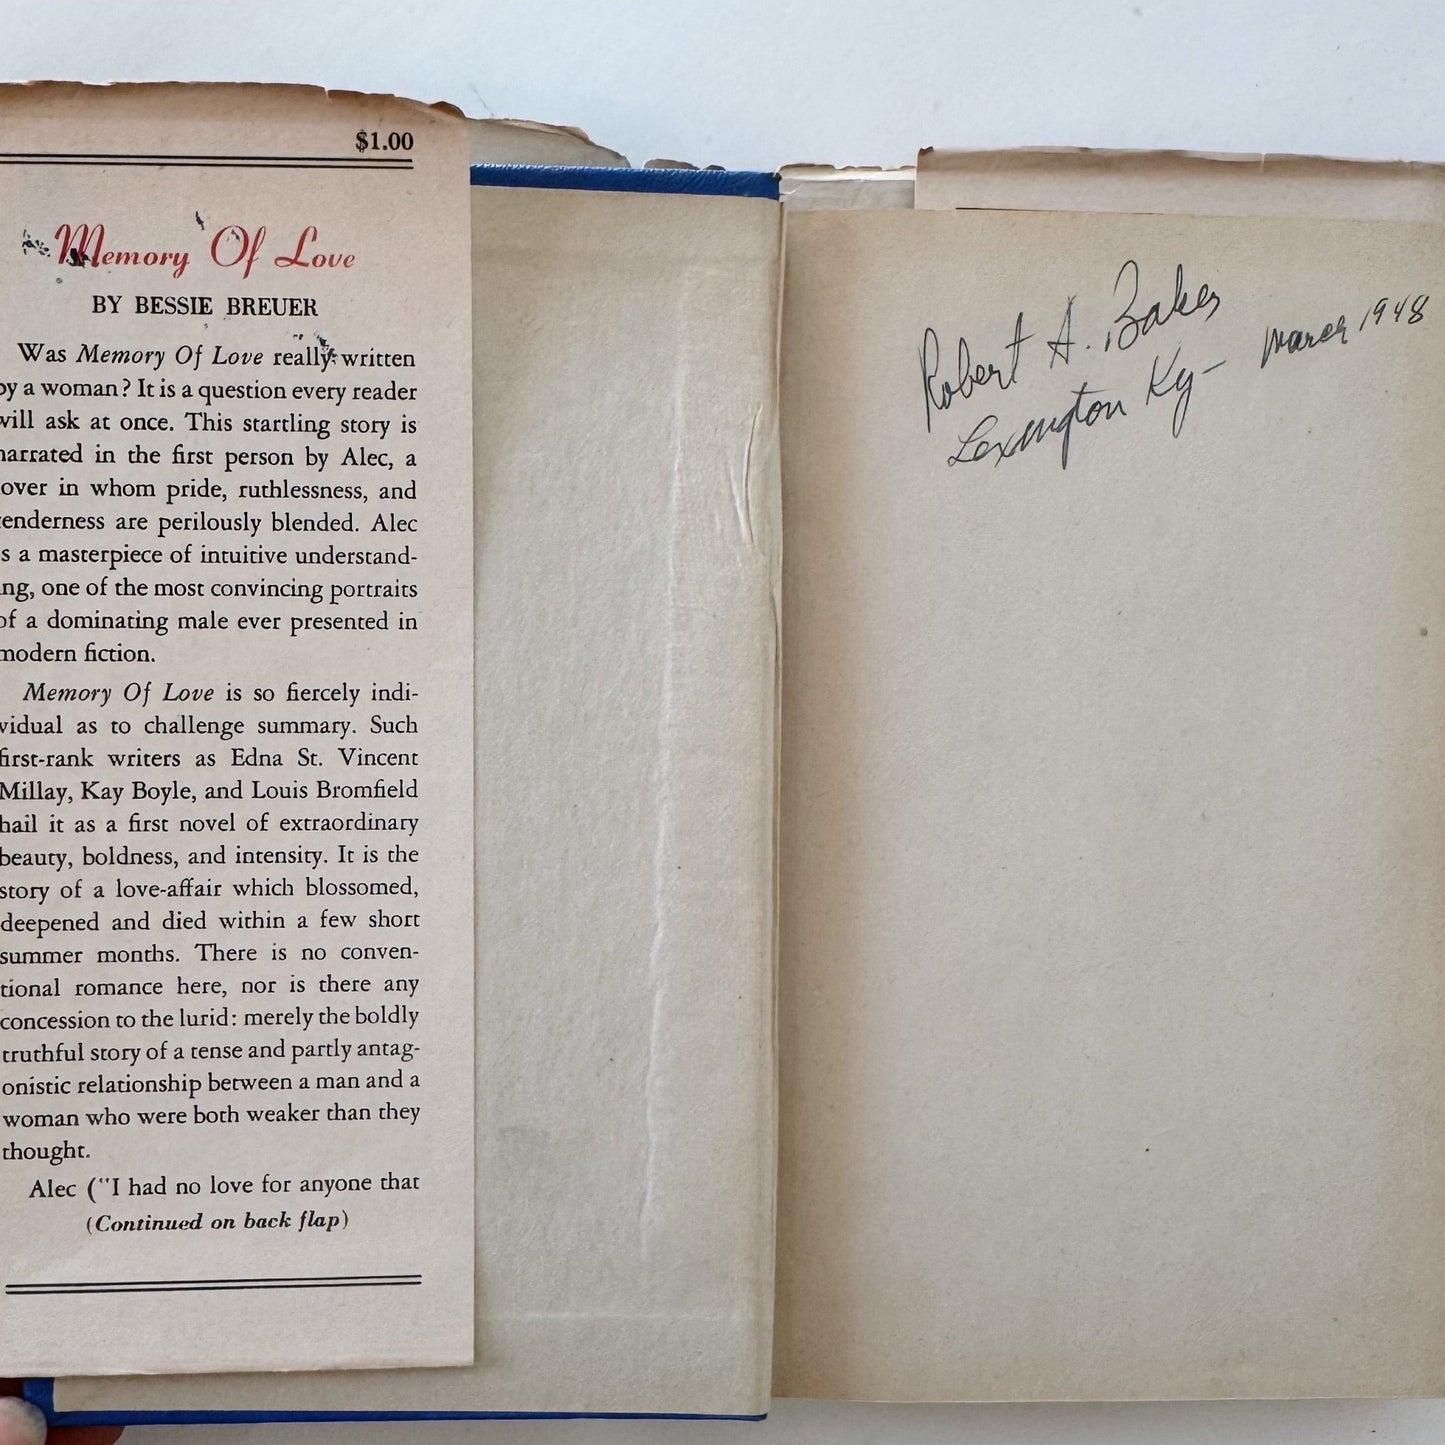 $1.00
Memory Of Love
BY BESSIE BREUER
Was Memory Of Love really written
by a woman? It is a question every reader
will ask at once. This startling story is
narrated in the first person by Alec, a
lover in whom pride, ruthlessness, and
tenderness are perilously blended. Alec
is a masterpiece of intuitive understand-
ing, one of the most convincing portraits
of a dominating male ever presented in
modern fiction.
Memory Of Love is so fiercely indi-
vidual as to challenge summary. Such
first-rank writers as Edna St. Vincent
Millay, Kay Boyle, and Louis Bromfield
hail it as a first novel of extraordinary
beauty, boldness, and intensity. It is the
story of a love-affair which blossomed,
deepened and died within a few short
summer months. There is no conven-
tional romance here, nor is there any
concession to the lurid: merely the boldly
truthful story of a tense and partly antag-
onistic relationship between a man and a
woman who were both weaker than they
thought.
Alec ("I had no love for anyone that
(Continued on back flap)
Robert A. Baker
Lexington Ky- March 1948